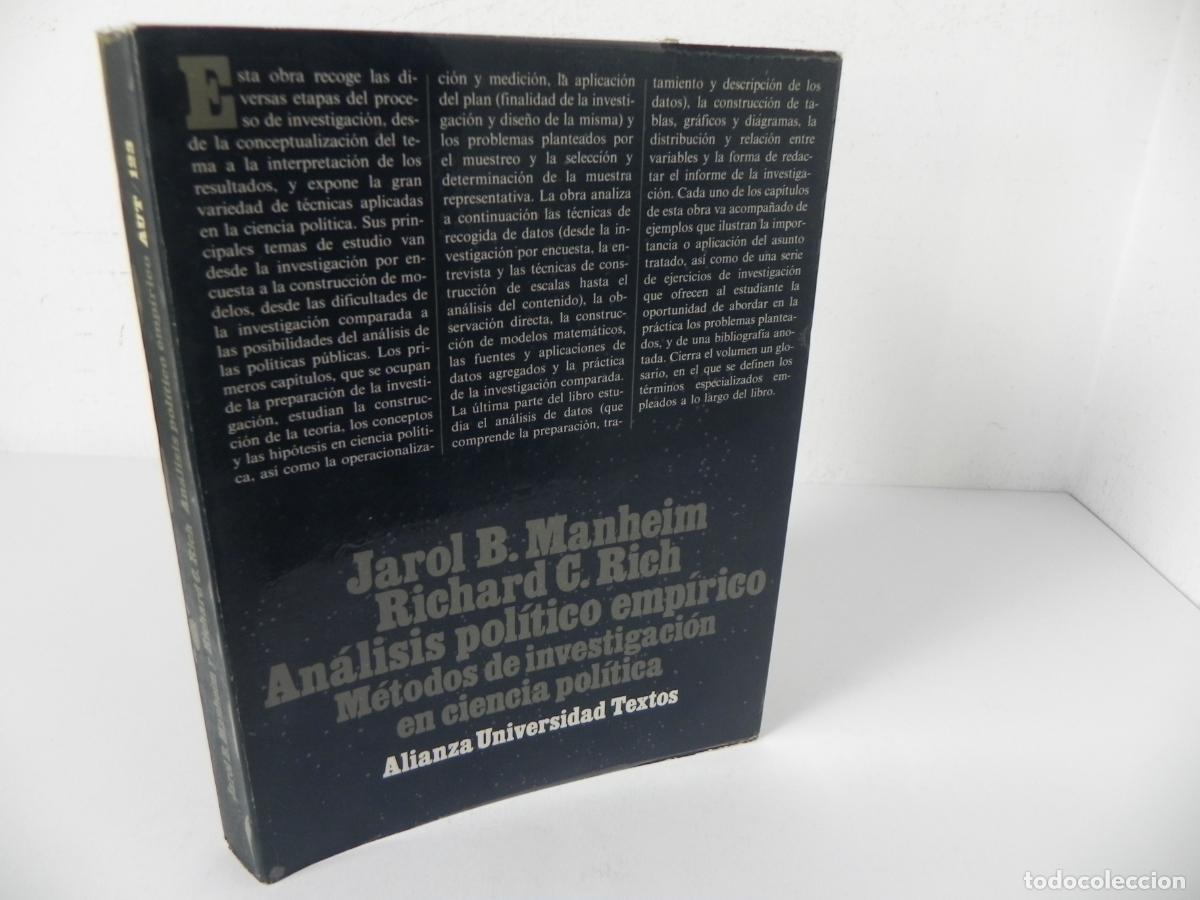 Esta obra recoge las di-
versas etapas del proce-
so de investigación, des-
de la conceptualización del te-
ma a la interpretación de los
resultados, y expone la gran
variedad de técnicas aplicadas
en la ciencia política. Sus prin-
cipales temas de estudio van
desde la investigación por en-
cuesta a la construcción de mo-
delos, desde las dificultades de
la investigación comparada a
las posibilidades del análisis de
las políticas públicas. Los pri-
meros capítulos, que se ocupan
de la preparación de la investi-
gación, estudian la construc-
ción de la teoría, los conceptos
y las hipótesis en ciencia políti-
ca, así como la operacionaliza-
ción y medición, la aplicación
del plan (finalidad de la investi-
gación y diseño de la misma) y
los problemas planteados por
el muestreo y la selección y
determinación de la muestra
representativa. La obra analiza
a continuación las técnicas de
recogida de datos (desde la in-
vestigación por encuesta, la en-
trevista y las técnicas de cons-
trucción de escalas hasta el
análisis del contenido), la ob-
servación directa, la construc-
ción de modelos matemáticos,
las fuentes y aplicaciones de
datos agregados y la práctica
de la investigación comparada.
La última parte del libro estu-
dia el análisis de datos (que
comprende la preparación, tra-
tamiento y descripción de los
datos), la construcción de ta-
blas, gráficos y diágramas, la
distribución y relación entre
variables y la forma de redac-
tar el informe de la investiga-
ción. Cada uno de los capítulos
de esta obra va acompañado de
ejemplos que ilustran la impor-
tancia o aplicación del asunto
tratado, así como de una serie
de ejercicios de investigación
que ofrecen al estudiante la
oportunidad de abordar en la
práctica los problemas plantea-
dos, y de una bibliografía ano-
tada. Cierra el volumen un glo-
sario, en el que se definen los
términos especializados em-
pleados a lo largo del libro.
Jarol B. Manheim
Richard C. Rich
Análisis político empírico
Métodos de investigación
en ciencia política
Alianza Universidad Textos
Jarol B. Manheim / Richard C. Rich Análisis político empírico AUT 123
todocoleccion